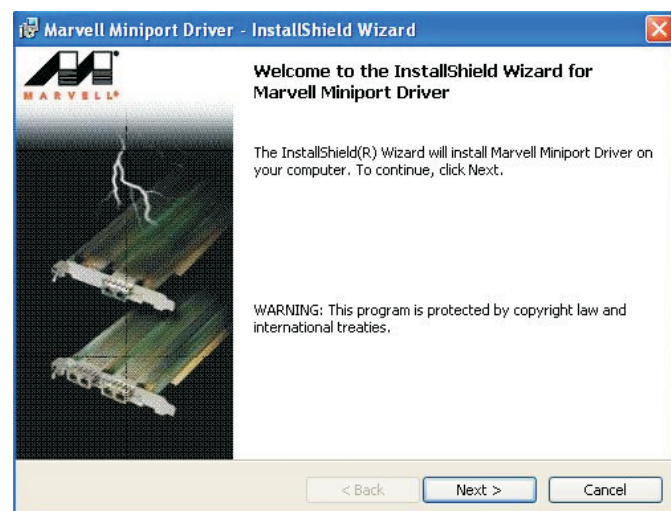 Marvell Miniport Driver - InstallShield Wizard
MARVELL®
Welcome to the InstallShield Wizard for
Marvell Miniport Driver
The InstallShield(R) Wizard will install Marvell Miniport Driver on
your computer. To continue, click Next.
WARNING: This program is protected by copyright law and
international treaties.
< Back
Next >
Cancel